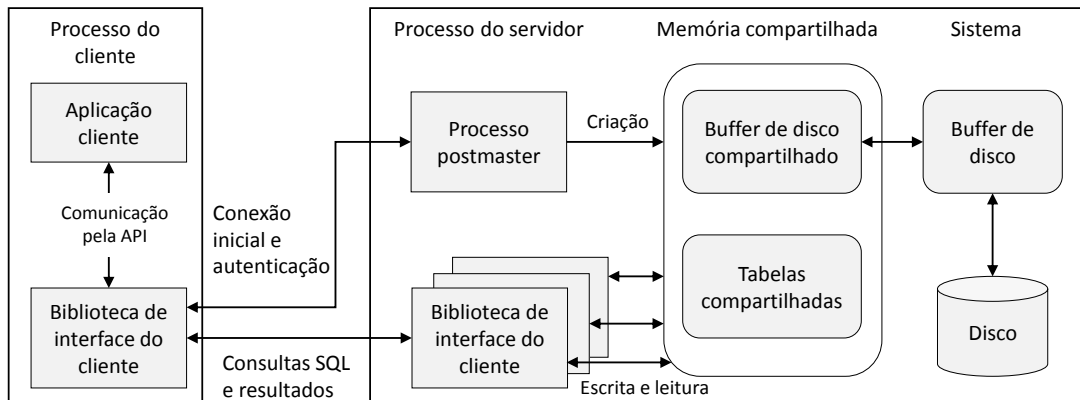 Processo do
cliente
Aplicação
cliente
Comunicação
pela API
Biblioteca de
interface do
cliente
Conexão
inicial e
autenticação
Consultas SQL
e resultados
Processo do servidor
Processo
postmaster
Criação
Biblioteca de
interface do
cliente
Escrita e leitura
Memória compartilhada
Buffer de disco
compartilhado
Tabelas
compartilhadas
Sistema
Buffer de
disco
Disco